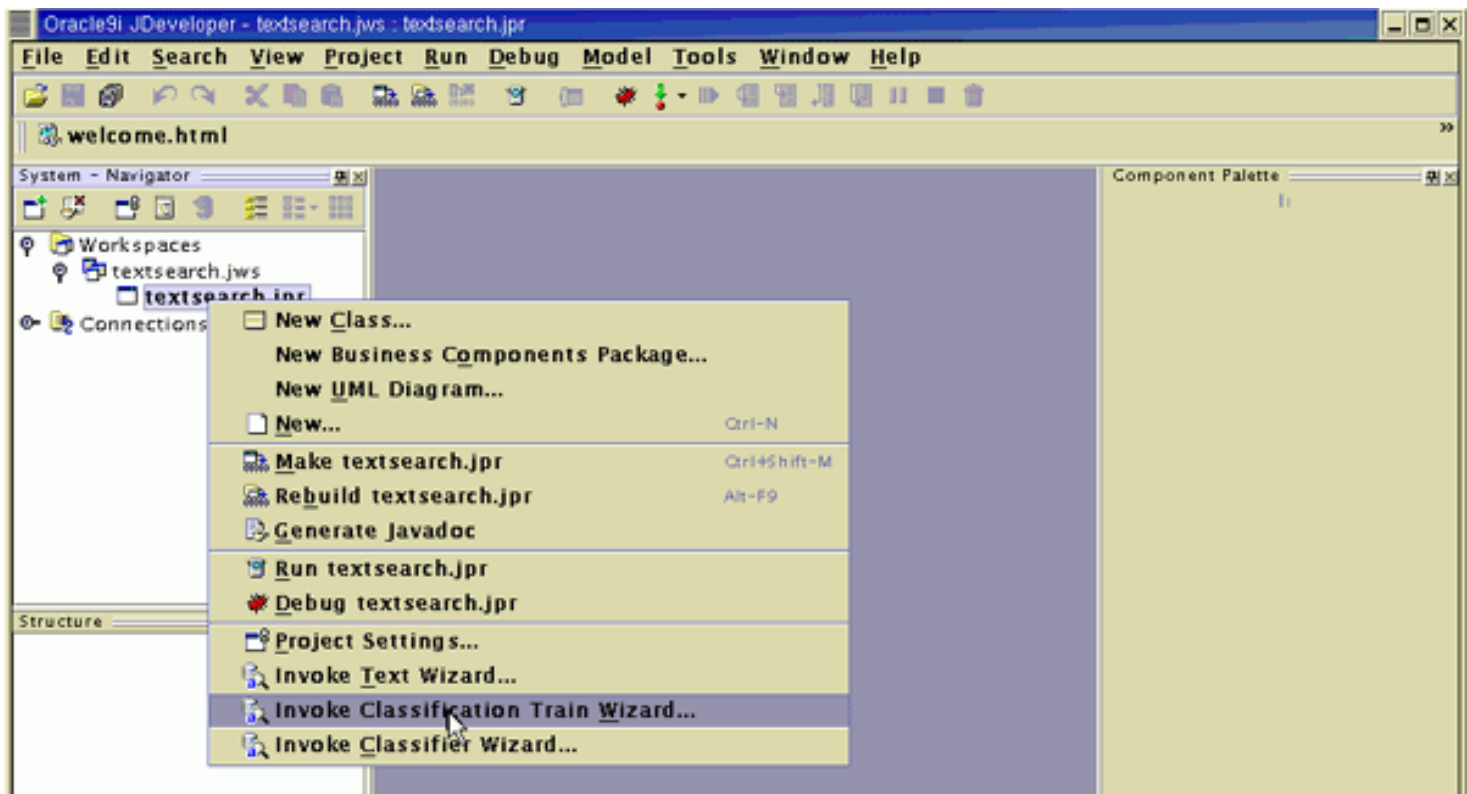 Oracle9i JDeveloper - textsearch.jws : textsearch.jpr
File Edit Search View Project Run Debug Model Tools Window Help
welcome.html
System - Navigator
Component Palette
Workspaces
textsearch.jws
textsearch.jpr
Connections
New Class...
New Business Components Package...
New UML Diagram...
New... Ctrl-N
Make textsearch.jpr Ctrl+Shift-M
Rebuild textsearch.jpr Alt-F9
Generate Javadoc
Run textsearch.jpr
Debug textsearch.jpr
Structure
Project Settings...
Invoke Text Wizard...
Invoke Classification Train Wizard...
Invoke Classifier Wizard...